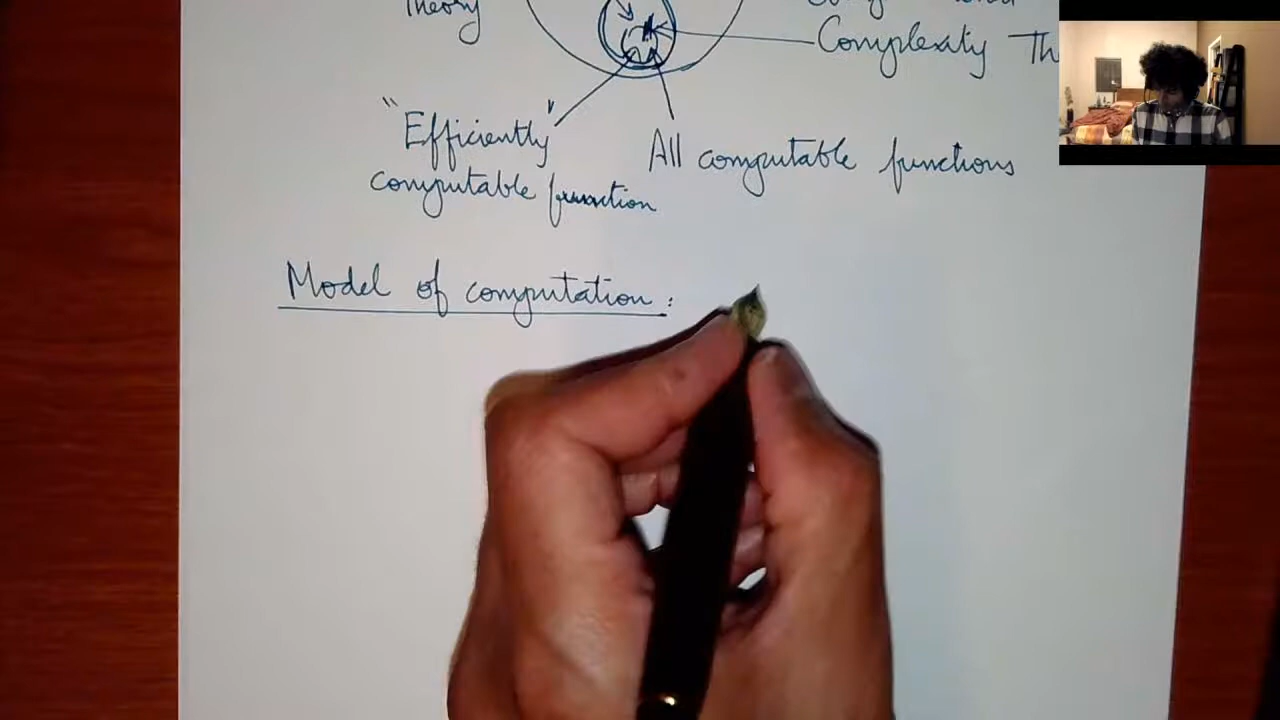 Theory
Complexity Th
"Efficiently"
computable function
All computable functions
Model of computation: